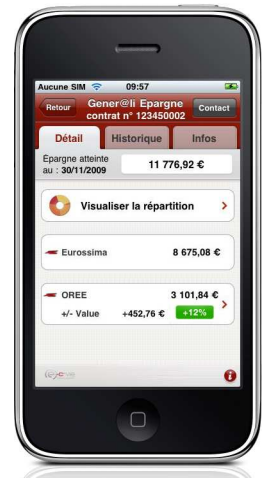 Aucune SIM 09:57
Retour Gener@li Epargne Contact
contrat n° 123450002
Détail Historique Infos
Epargne atteinte
au : 30/11/2009 11 776,92 €
Visualiser la répartition >
Eurossima 8 675,08 €
OREE 3 101,84 € >
+/- Value +452,76 € +12%
i